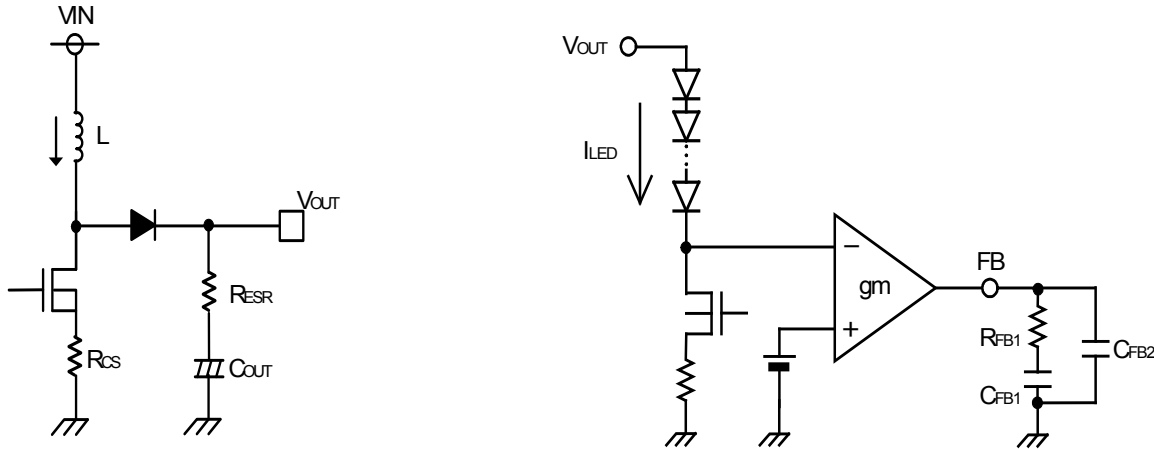 VIN
L
VOUT
RESR
RCS
COUT
VOUT
ILED
−
gm
+
FB
RFB1
CFB2
CFB1